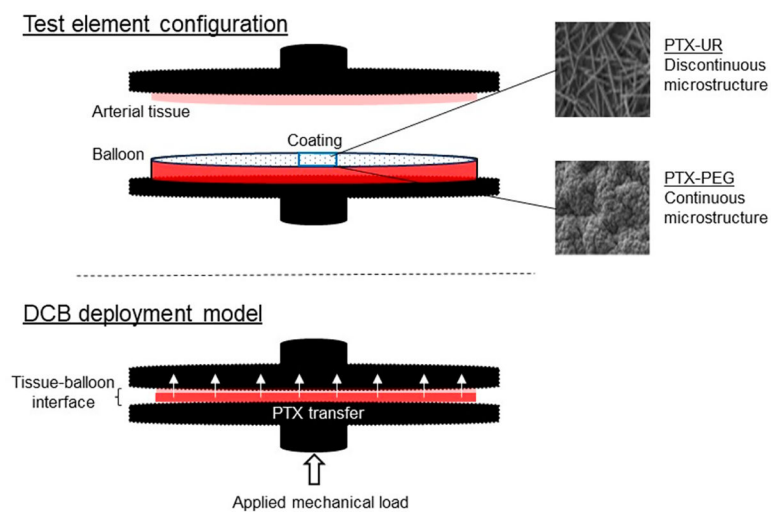 Test element configuration
Arterial tissue
Balloon
Coating
PTX-UR
Discontinuous
microstructure
PTX-PEG
Continuous
microstructure
DCB deployment model
Tissue-balloon
interface
PTX transfer
Applied mechanical load